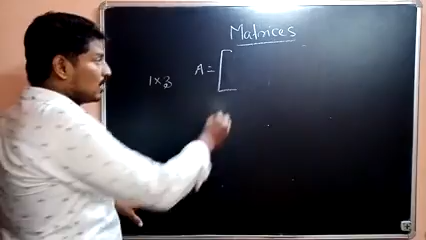 Matrices
1×3 A = [